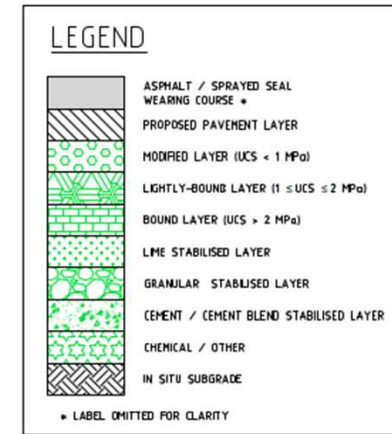 LEGEND
ASPHALT / SPRAYED SEAL
WEARING COURSE *
PROPOSED PAVEMENT LAYER
MODIFIED LAYER (UCS < 1 MPa)
LIGHTLY-BOUND LAYER (1 ≤ UCS ≤ 2 MPa)
BOUND LAYER (UCS > 2 MPa)
LIME STABILISED LAYER
GRANULAR STABILISED LAYER
CEMENT / CEMENT BLEND STABILISED LAYER
CHEMICAL / OTHER
IN SITU SUBGRADE
* LABEL OMITTED FOR CLARITY